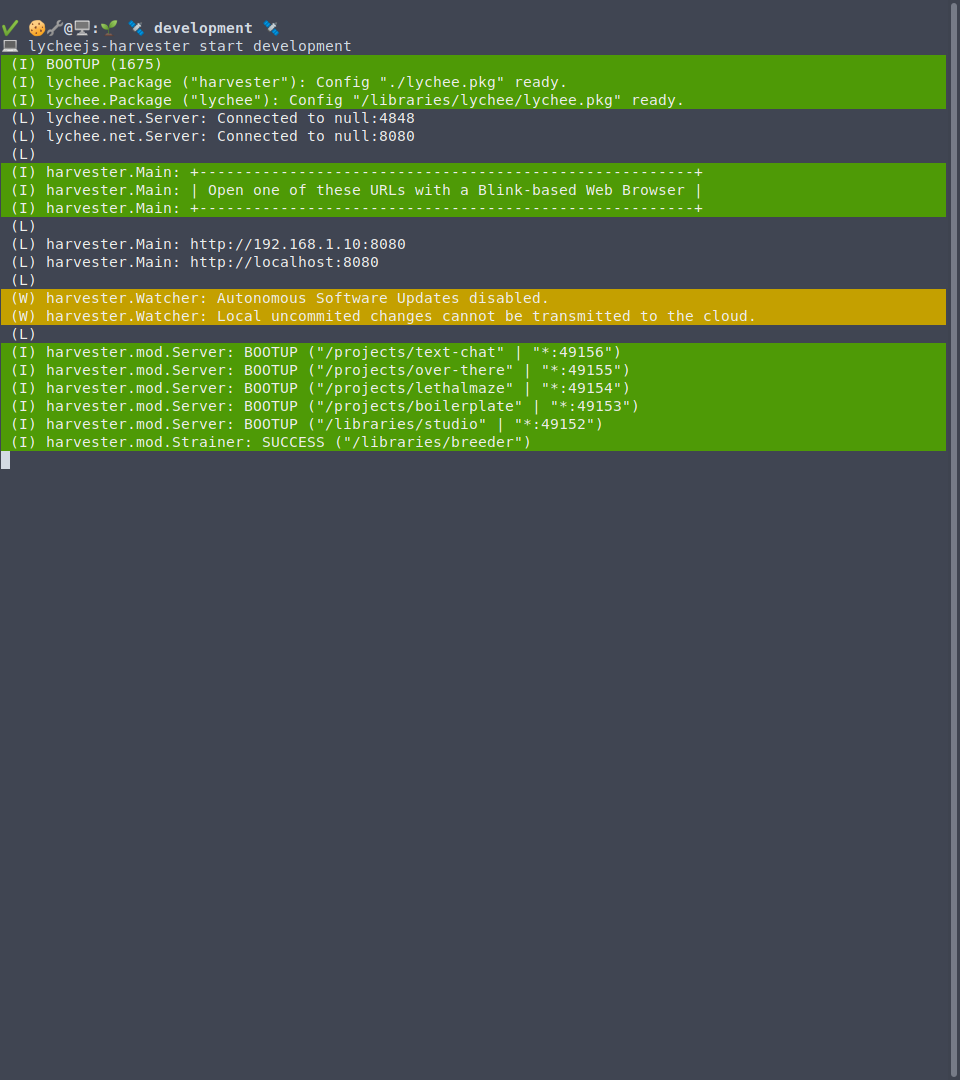 ✔ 🍪🔧@🖥:🌱 🛰 development 🛰
💻 lycheejs-harvester start development
(I) BOOTUP (1675)
(I) lychee.Package ("harvester"): Config "./lychee.pkg" ready.
(I) lychee.Package ("lychee"): Config "/libraries/lychee/lychee.pkg" ready.
(L) lychee.net.Server: Connected to null:4848
(L) lychee.net.Server: Connected to null:8080
(L)
(I) harvester.Main: +-------------------------------------------------------+
(I) harvester.Main: | Open one of these URLs with a Blink-based Web Browser |
(I) harvester.Main: +-------------------------------------------------------+
(L)
(L) harvester.Main: http://192.168.1.10:8080
(L) harvester.Main: http://localhost:8080
(L)
(W) harvester.Watcher: Autonomous Software Updates disabled.
(W) harvester.Watcher: Local uncommited changes cannot be transmitted to the cloud.
(L)
(I) harvester.mod.Server: BOOTUP ("/projects/text-chat" | "*:49156")
(I) harvester.mod.Server: BOOTUP ("/projects/over-there" | "*:49155")
(I) harvester.mod.Server: BOOTUP ("/projects/lethalmaze" | "*:49154")
(I) harvester.mod.Server: BOOTUP ("/projects/boilerplate" | "*:49153")
(I) harvester.mod.Server: BOOTUP ("/libraries/studio" | "*:49152")
(I) harvester.mod.Strainer: SUCCESS ("/libraries/breeder")